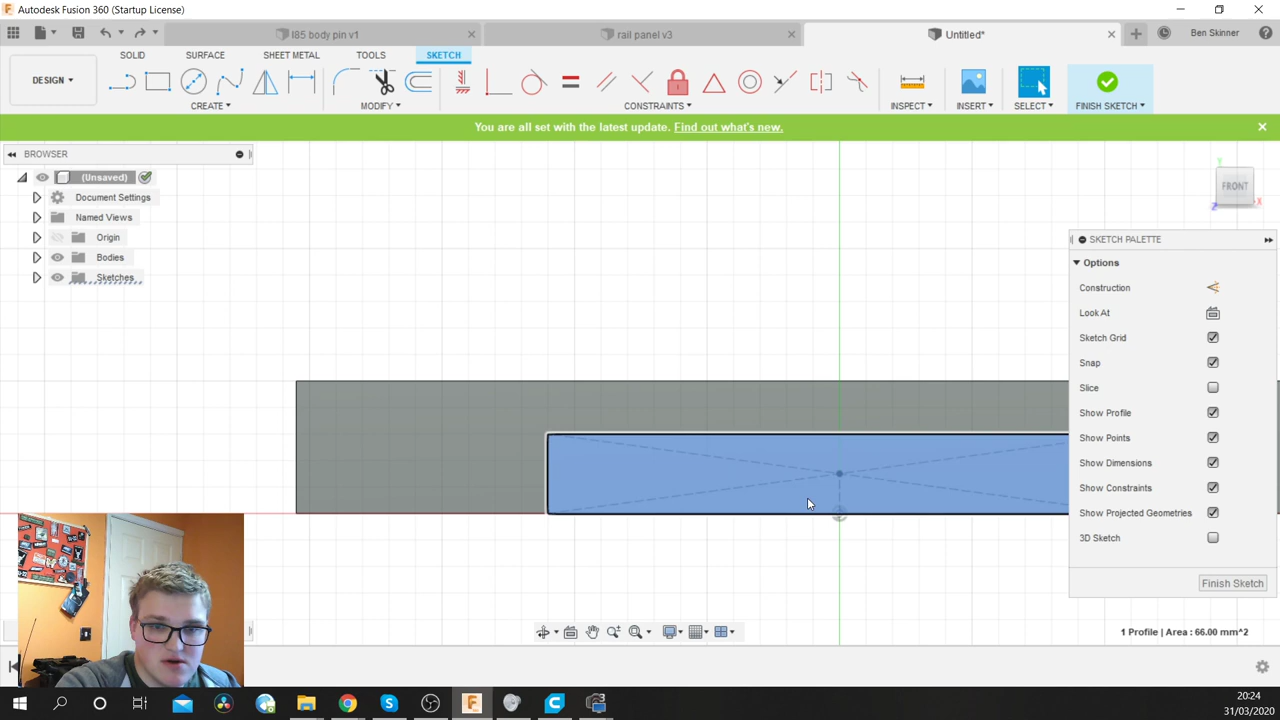 Autodesk Fusion 360 (Startup License)
I85 body pin v1
rail panel v3
Untitled*
Ben Skinner
DESIGN
SOLID
SURFACE
SHEET METAL
TOOLS
SKETCH
CREATE
MODIFY
CONSTRAINTS
INSPECT
INSERT
SELECT
FINISH SKETCH
You are all set with the latest update. Find out what's new.
BROWSER
(Unsaved)
Document Settings
Named Views
Origin
Bodies
Sketches
Y
FRONT
X
Z
SKETCH PALETTE
Options
Construction
Look At
Sketch Grid
Snap
Slice
Show Profile
Show Points
Show Dimensions
Show Constraints
Show Projected Geometries
3D Sketch
Finish Sketch
1 Profile | Area : 66.00 mm^2
20:24
31/03/2020